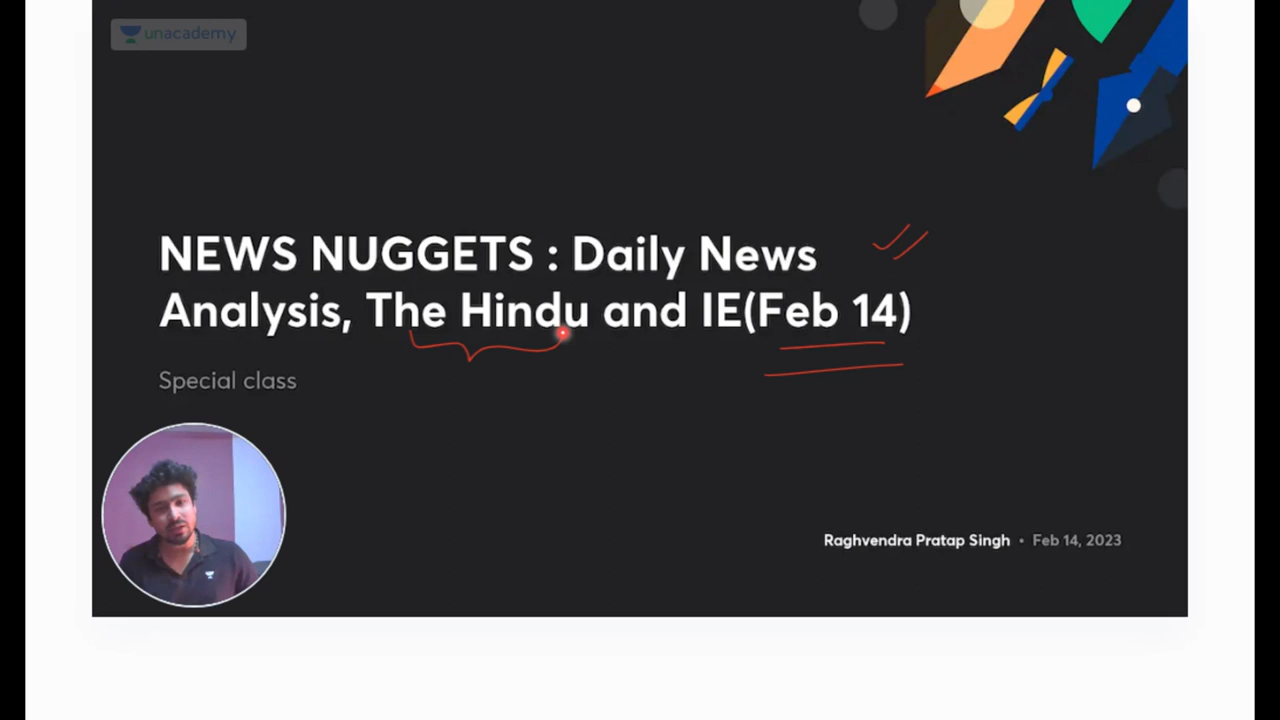 unacademy
NEWS NUGGETS : Daily News
Analysis, The Hindu and IE(Feb 14)
Special class
Raghvendra Pratap Singh • Feb 14, 2023